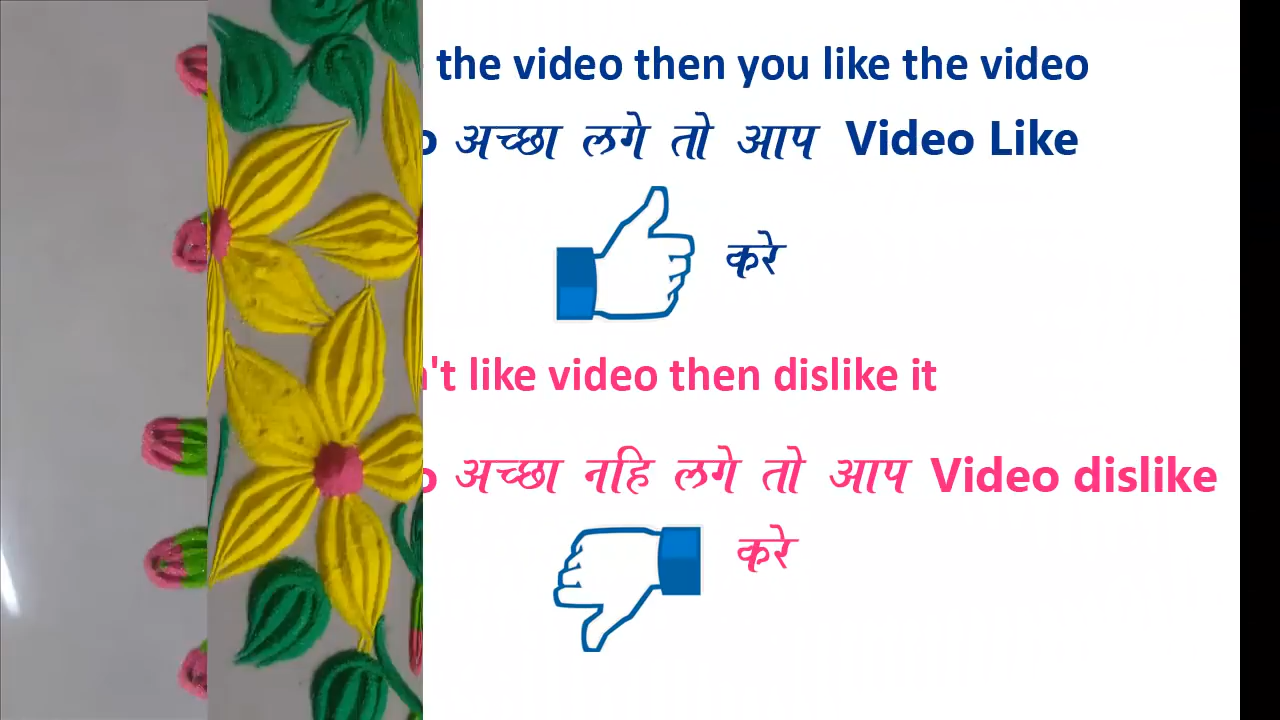 the video then you like the video
अच्छा लगे तो आप Video Like
करे
like video then dislike it
अच्छा नहि लगे तो आप Video dislike
करे